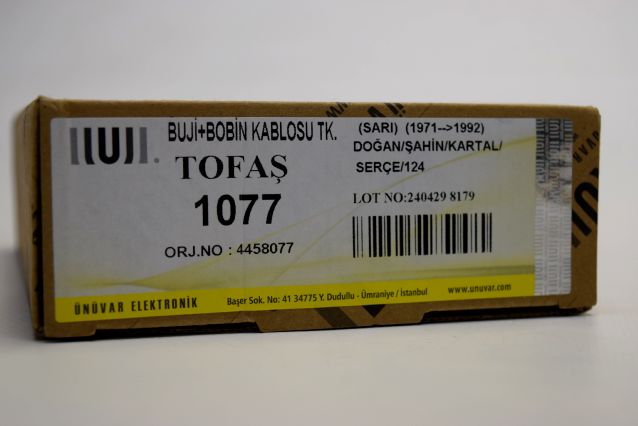 IUI
BUJİ+BOBİN KABLOSU TK.
TOFAŞ
1077
ORJ.NO : 4458077
(SARI) (1971-->1992)
DOĞAN/ŞAHİN/KARTAL/
SERÇE/124
LOT NO:240429 8179
ÜNÜVAR ELEKTRONİK
Başer Sok. No: 41 34775 Y. Dudullu - Ümraniye / İstanbul
www.unuvar.com